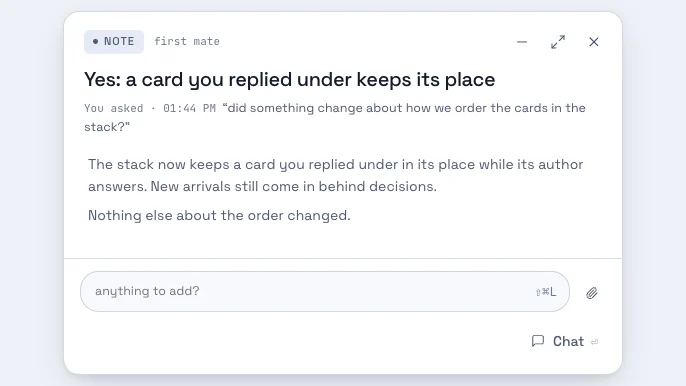 • NOTE first mate
Yes: a card you replied under keeps its place
You asked · 01:44 PM “did something change about how we order the cards in the
stack?”
The stack now keeps a card you replied under in its place while its author
answers. New arrivals still come in behind decisions.
Nothing else about the order changed.
anything to add? ⇧⌘L
Chat ⏎